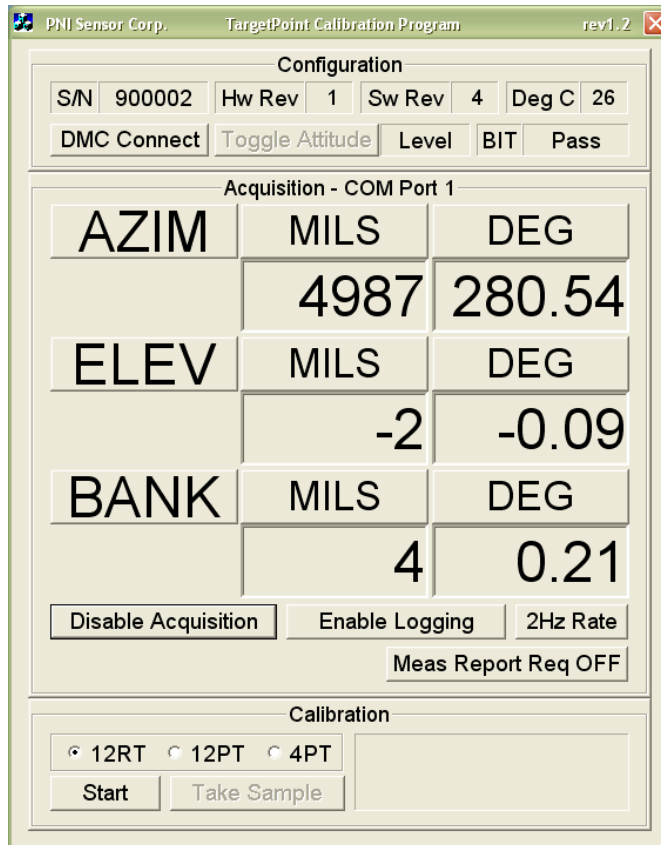 PNI Sensor Corp. TargetPoint Calibration Program rev1.2
Configuration
S/N 900002 Hw Rev 1 Sw Rev 4 Deg C 26
DMC Connect Toggle Attitude Level BIT Pass
Acquisition - COM Port 1
AZIM MILS DEG
4987 280.54
ELEV MILS DEG
-2 -0.09
BANK MILS DEG
4 0.21
Disable Acquisition Enable Logging 2Hz Rate
Meas Report Req OFF
Calibration
12RT 12PT 4PT
Start Take Sample